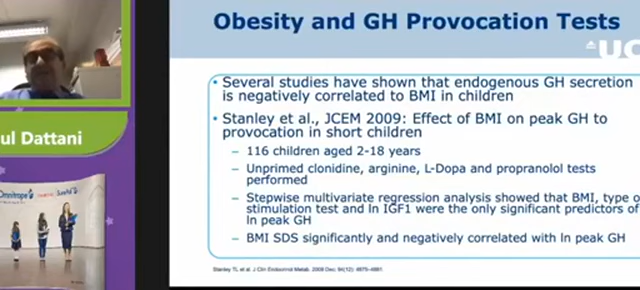 Obesity and GH Provocation Tests
UC
• Several studies have shown that endogenous GH secretion
is negatively correlated to BMI in children
• Stanley et al., JCEM 2009: Effect of BMI on peak GH to
provocation in short children
– 116 children aged 2-18 years
– Unprimed clonidine, arginine, L-Dopa and propranolol tests
performed
– Stepwise multivariate regression analysis showed that BMI, type o
stimulation test and ln IGF1 were the only significant predictors of
ln peak GH
– BMI SDS significantly and negatively correlated with ln peak GH
ul Dattani
Omnitrope
SurePal